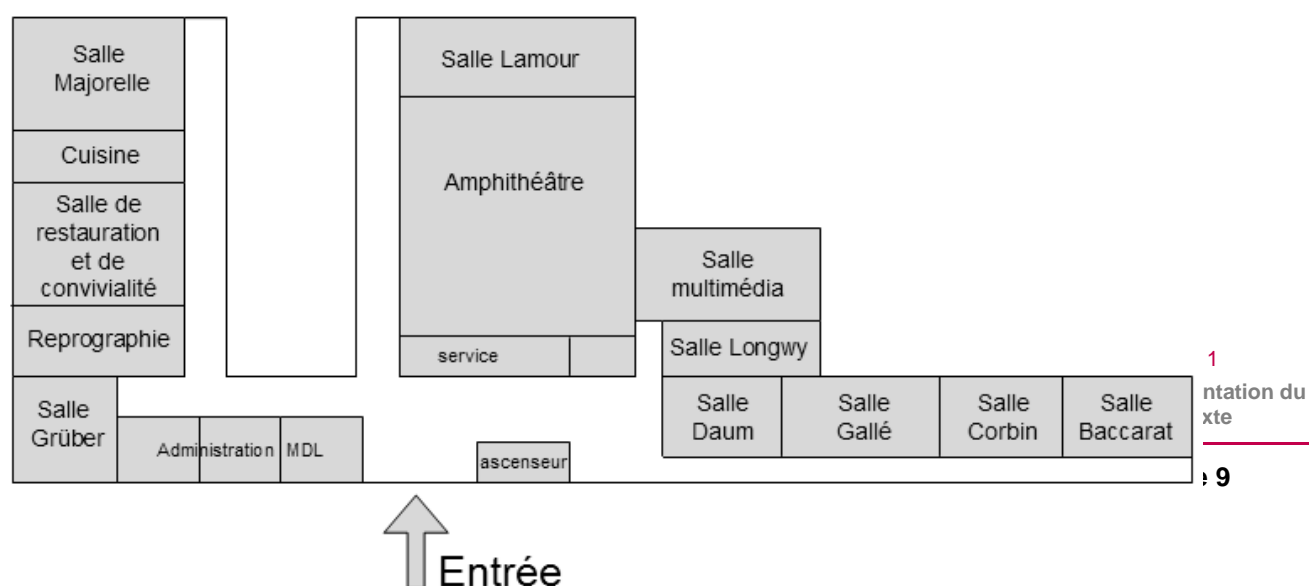 Salle
Majorelle
Cuisine
Salle de
restauration
et de
convivialité
Reprographie
Salle
Grüber
Administration
MDL
Salle Lamour
Amphithéâtre
service
ascenseur
Salle
multimédia
Salle Longwy
Salle
Daum
Salle
Gallé
Salle
Corbin
Salle
Baccarat
Entrée
1
ntation du
xte
9